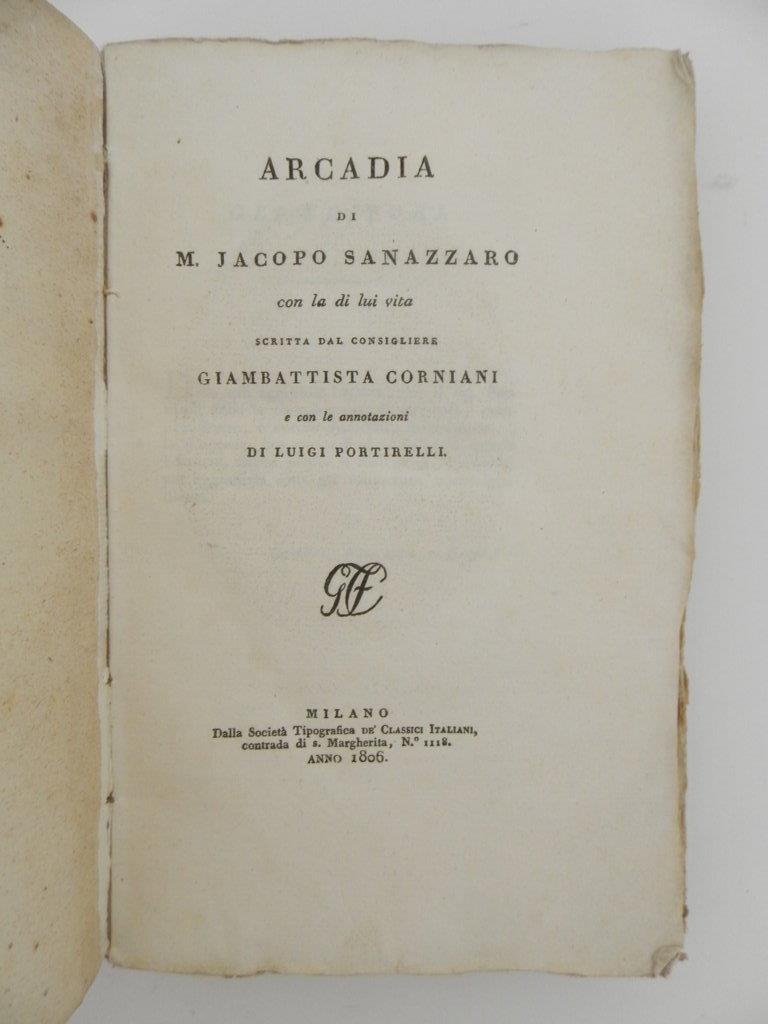 ARCADIA
DI
M. JACOPO SANAZZARO
con la di lui vita
SCRITTA DAL CONSIGLIERE
GIAMBATTISTA CORNIANI
e con le annotazioni
DI LUIGI PORTIRELLI.
MILANO
Dalla Società Tipografica DE' CLASSICI ITALIANI,
contrada di s. Margherita, N.º 1118.
ANNO 1806.